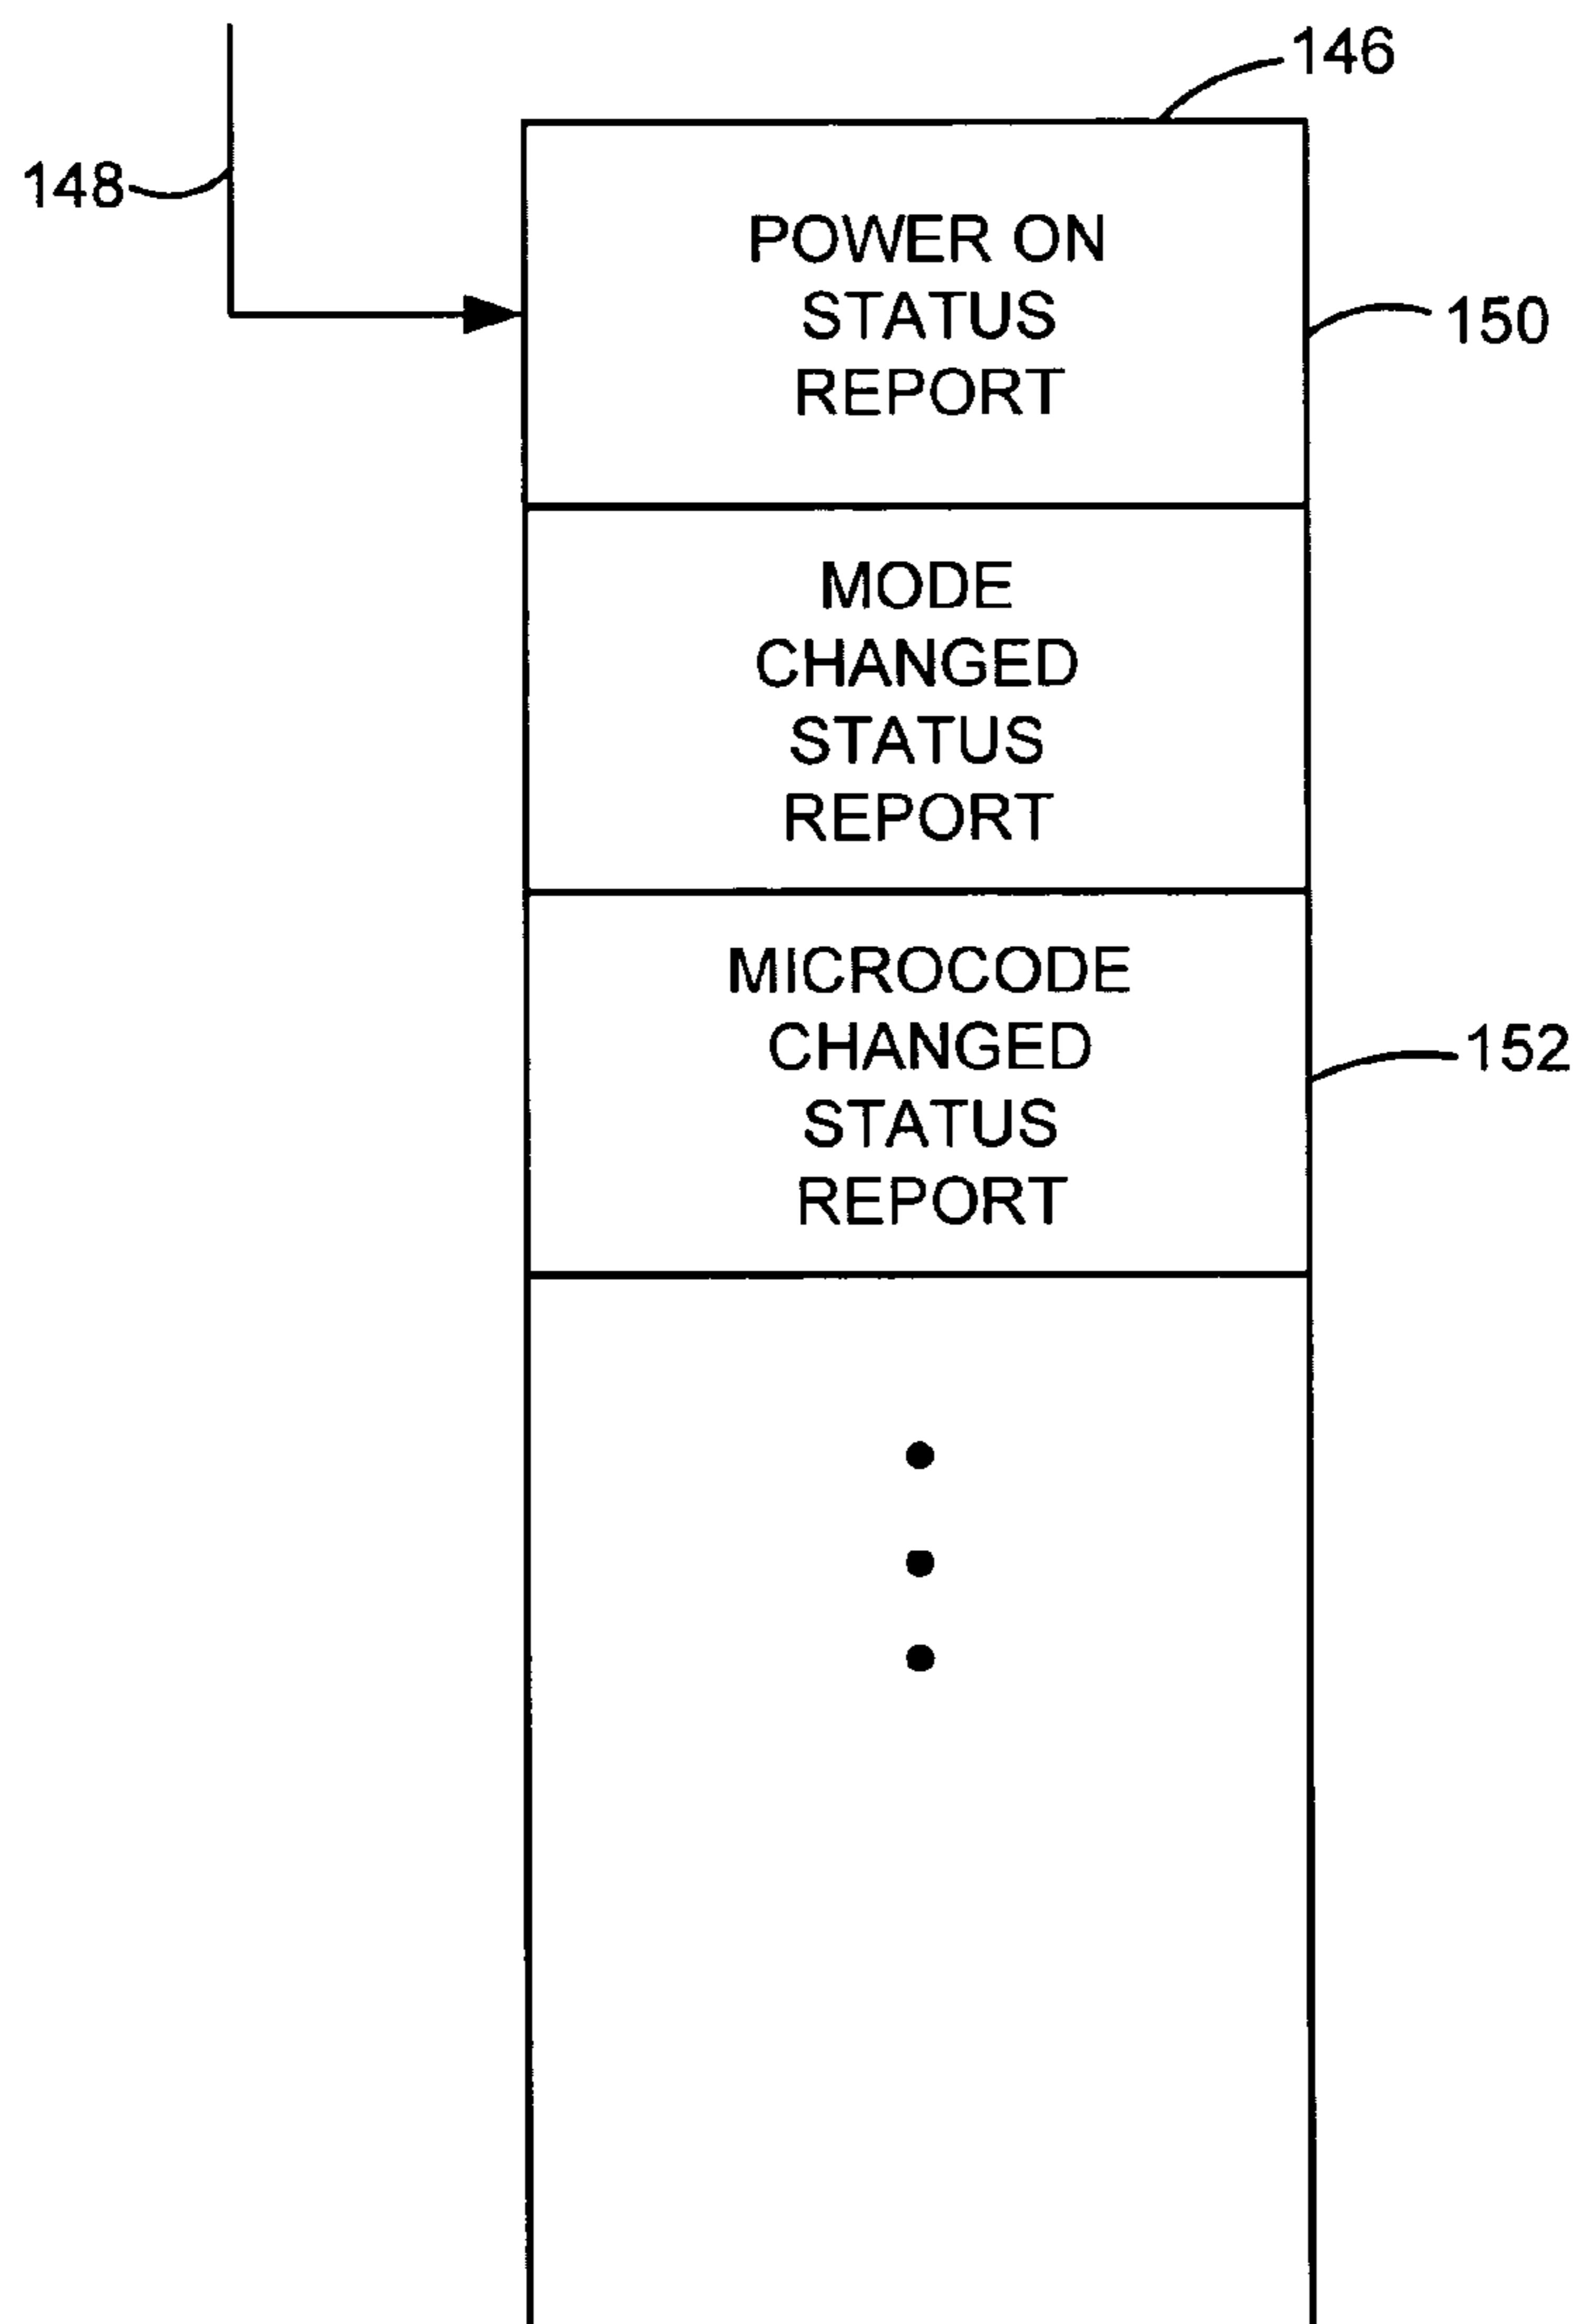 146
148
POWER ON
STATUS
REPORT
150
MODE
CHANGED
STATUS
REPORT
MICROCODE
CHANGED
STATUS
REPORT
152